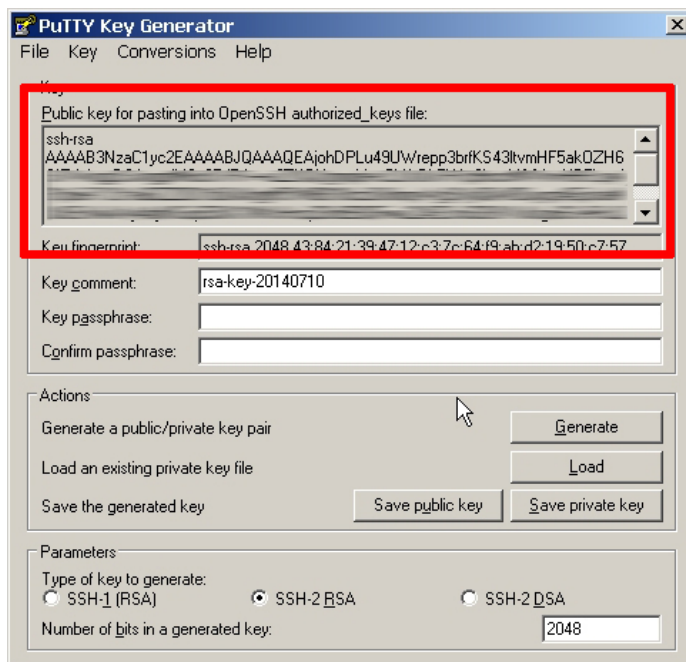 PuTTY Key Generator
File Key Conversions Help
Key
Public key for pasting into OpenSSH authorized_keys file:
ssh-rsa
AAAAB3NzaC1yc2EAAAABJQAAAQEAjohDPLu49UWrepp3brfKS43ltvmHF5akOZH6
Key fingerprint: ssh-rsa 2048 43:84:21:39:47:12:c3:7c:64:f9:ab:d2:19:50:c7:57
Key comment: rsa-key-20140710
Key passphrase:
Confirm passphrase:
Actions
Generate a public/private key pair Generate
Load an existing private key file Load
Save the generated key Save public key Save private key
Parameters
Type of key to generate:
SSH-1 (RSA) SSH-2 RSA SSH-2 DSA
Number of bits in a generated key: 2048